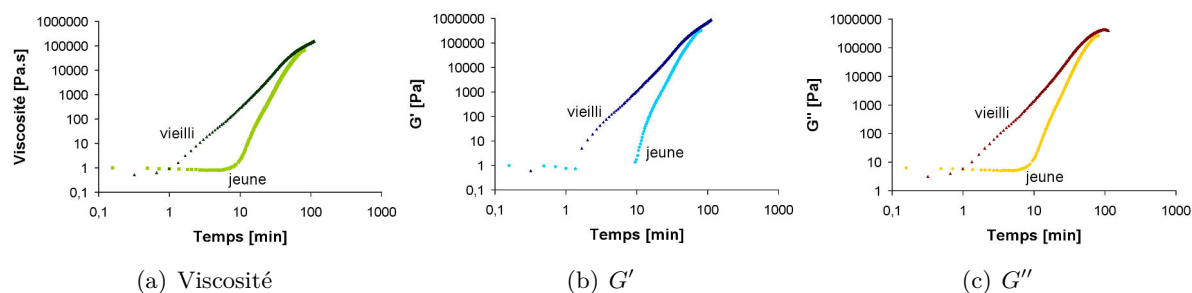 Viscosité [Pa.s]
1000000
100000
10000
1000
100
10
1
0,1
vieilli
jeune
0,1 1 10 100 1000
Temps [min]
(a) Viscosité
G' [Pa]
1000000
100000
10000
1000
100
10
1
0,1
vieilli
jeune
0,1 1 10 100 1000
Temps [min]
(b) G'
G'' [Pa]
1000000
100000
10000
1000
100
10
1
vieilli
jeune
0,1 1 10 100 1000
Temps [min]
(c) G''